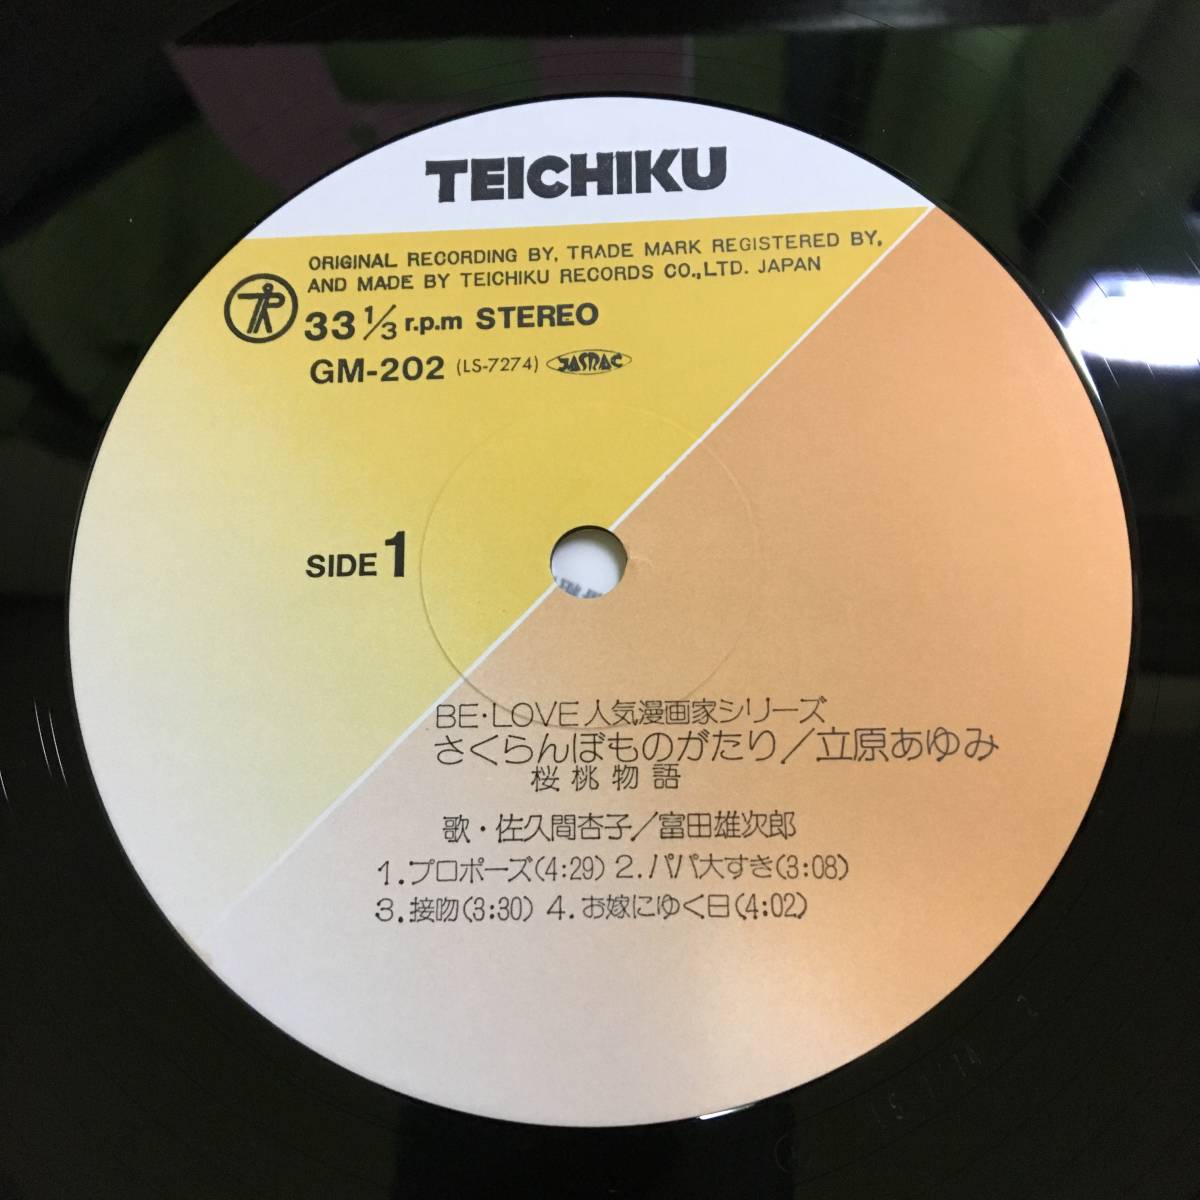 TEICHIKU
ORIGINAL RECORDING BY, TRADE MARK REGISTERED BY,
AND MADE BY TEICHIKU RECORDS CO.,LTD. JAPAN
33 1/3 r.p.m STEREO
GM-202 (LS-7274) JASRAC
SIDE 1
BE・LOVE人気漫画家シリーズ
さくらんぼものがたり/立原あゆみ
桜桃物語
歌・佐久間杏子/富田雄次郎
1.プロポーズ(4:29) 2.パパ大すき(3:08)
3.接吻(3:30) 4.お嫁にゆく日(4:02)